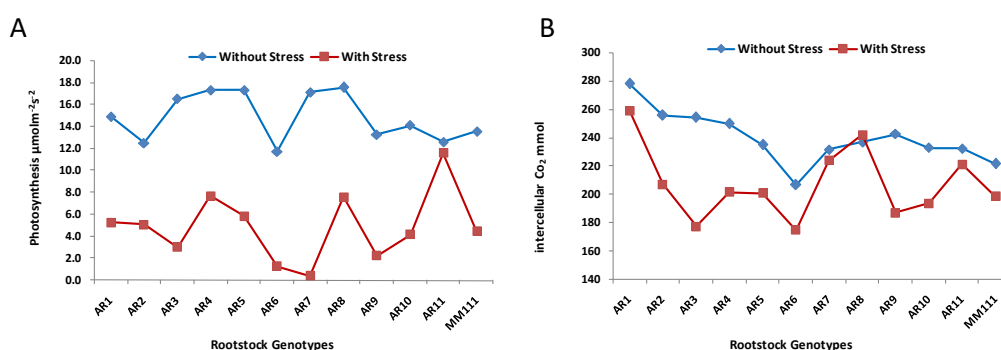 A
Without Stress With Stress
Photosynthesis µmolm⁻²s⁻²
20.0
18.0
16.0
14.0
12.0
10.0
8.0
6.0
4.0
2.0
0.0
AR1 AR2 AR3 AR4 AR5 AR6 AR7 AR8 AR9 AR10 AR11 MM111
Rootstock Genotypes
B
Without Stress With Stress
intercellular Co₂ mmol
300
280
260
240
220
200
180
160
140
AR1 AR2 AR3 AR4 AR5 AR6 AR7 AR8 AR9 AR10 AR11 MM111
Rootstock Genotypes